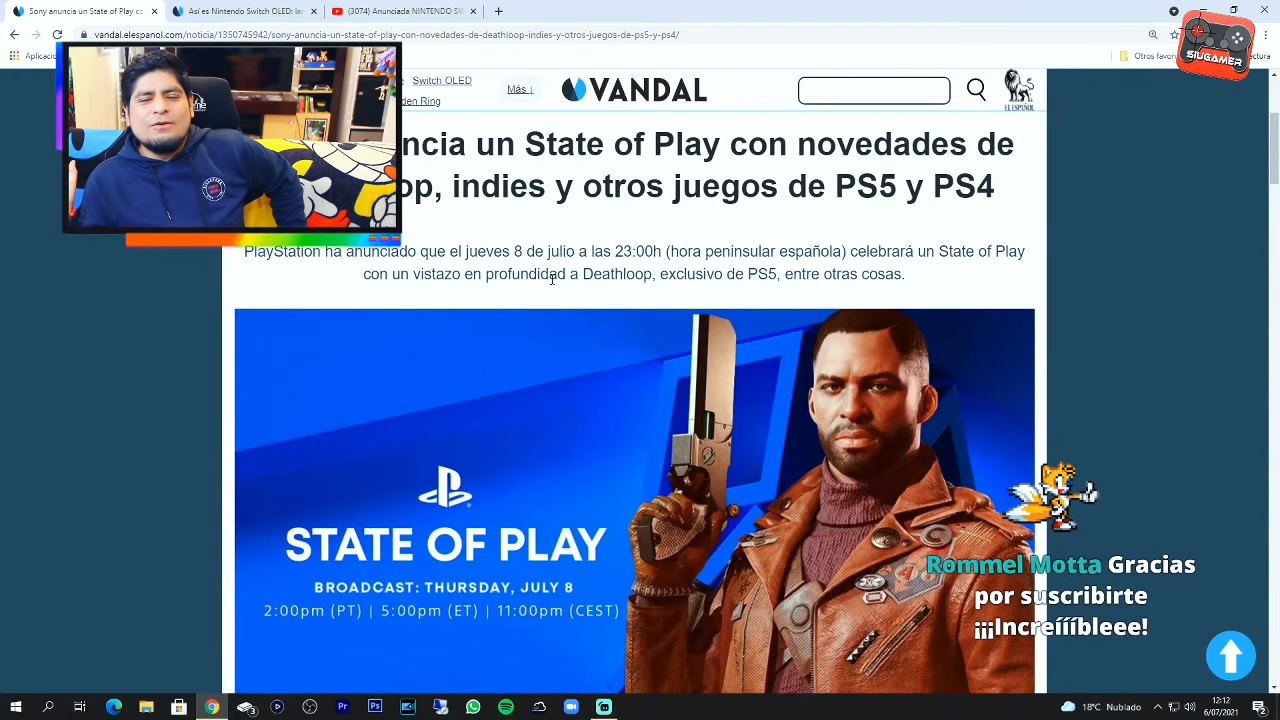 Sony anuncia un State of Play co
Así es Nintendo Switch OLED: la
(3074) Anunciada NINTENDO SW
vandal.elespanol.com/noticia/1350745942/sony-anuncia-un-state-of-play-con-novedades-de-deathloop-indies-y-otros-juegos-de-ps5-y-ps4/
Aplicacio
Otros favori
ectura
SIUGAMER
Switch OLED
Más ↓
VANDAL
EL ESPAÑOL
den Ring
ncia un State of Play con novedades de
op, indies y otros juegos de PS5 y PS4
PlayStation ha anunciado que el jueves 8 de julio a las 23:00h (hora peninsular española) celebrará un State of Play
con un vistazo en profundidad a Deathloop, exclusivo de PS5, entre otras cosas.
STATE OF PLAY
BROADCAST: THURSDAY, JULY 8
2:00pm (PT) | 5:00pm (ET) | 11:00pm (CEST)
Rommel Motta Gracias
por suscribirte
¡¡¡Increíííbleee!
18°C Nublado
12:12
6/07/2021